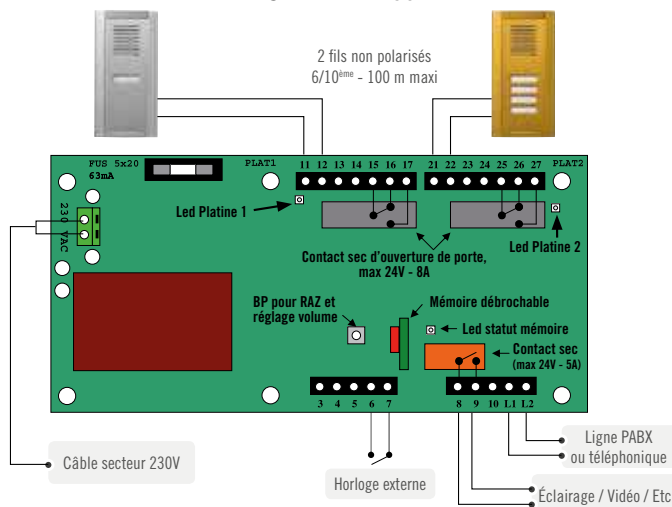 2 fils non polarisés
6/10ème - 100 m maxi
FUS 5x20
63mA
PLAT1
11 12 13 14 15 16 17
21 22 23 24 25 26 27
PLAT2
230 VAC
Led Platine 1
Led Platine 2
Contact sec d'ouverture de porte,
max 24V - 8A
BP pour RAZ et
réglage volume
Mémoire débrochable
Led statut mémoire
Contact sec
(max 24V - 5A)
3 4 5 6 7
8 9 10 L1 L2
Câble secteur 230V
Horloge externe
Ligne PABX
ou téléphonique
Éclairage / Vidéo / Etc